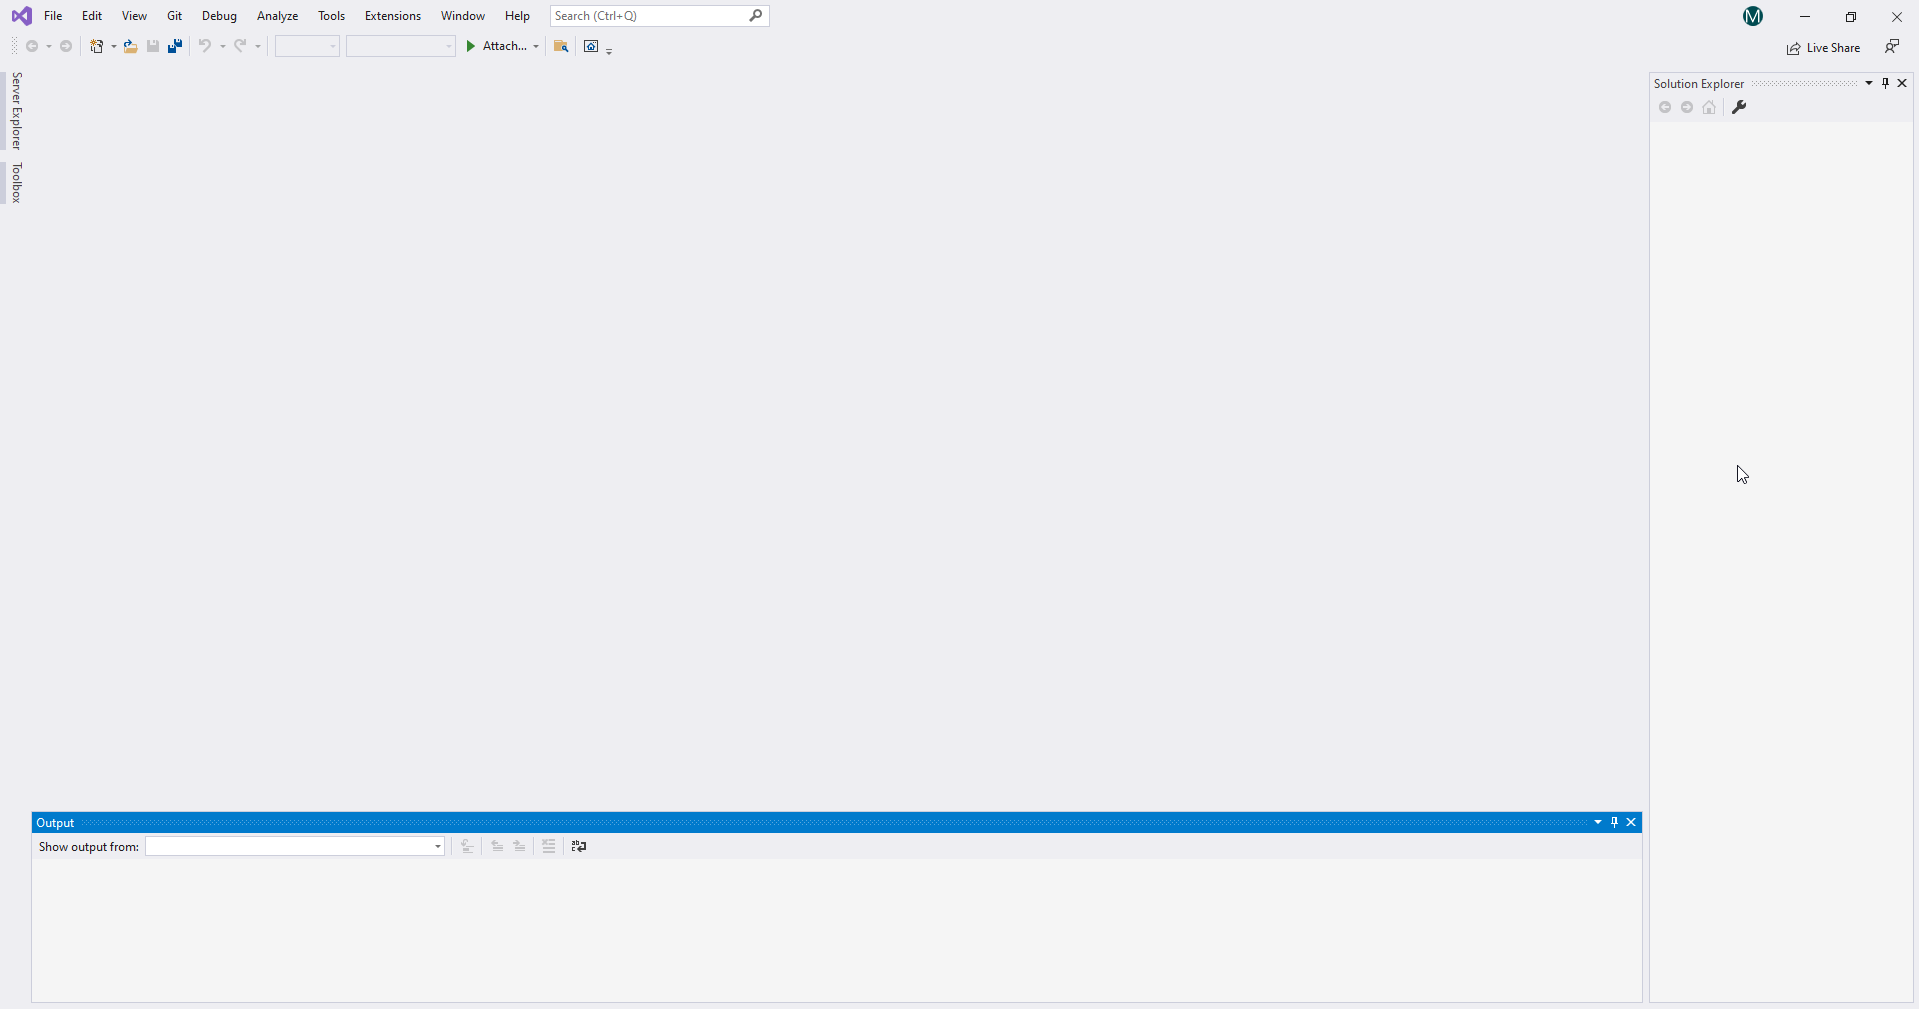 File Edit View Git Debug Analyze Tools Extensions Window Help Search (Ctrl+Q) M
Attach... Live Share
Server Explorer
Toolbox
Solution Explorer
Output
Show output from: